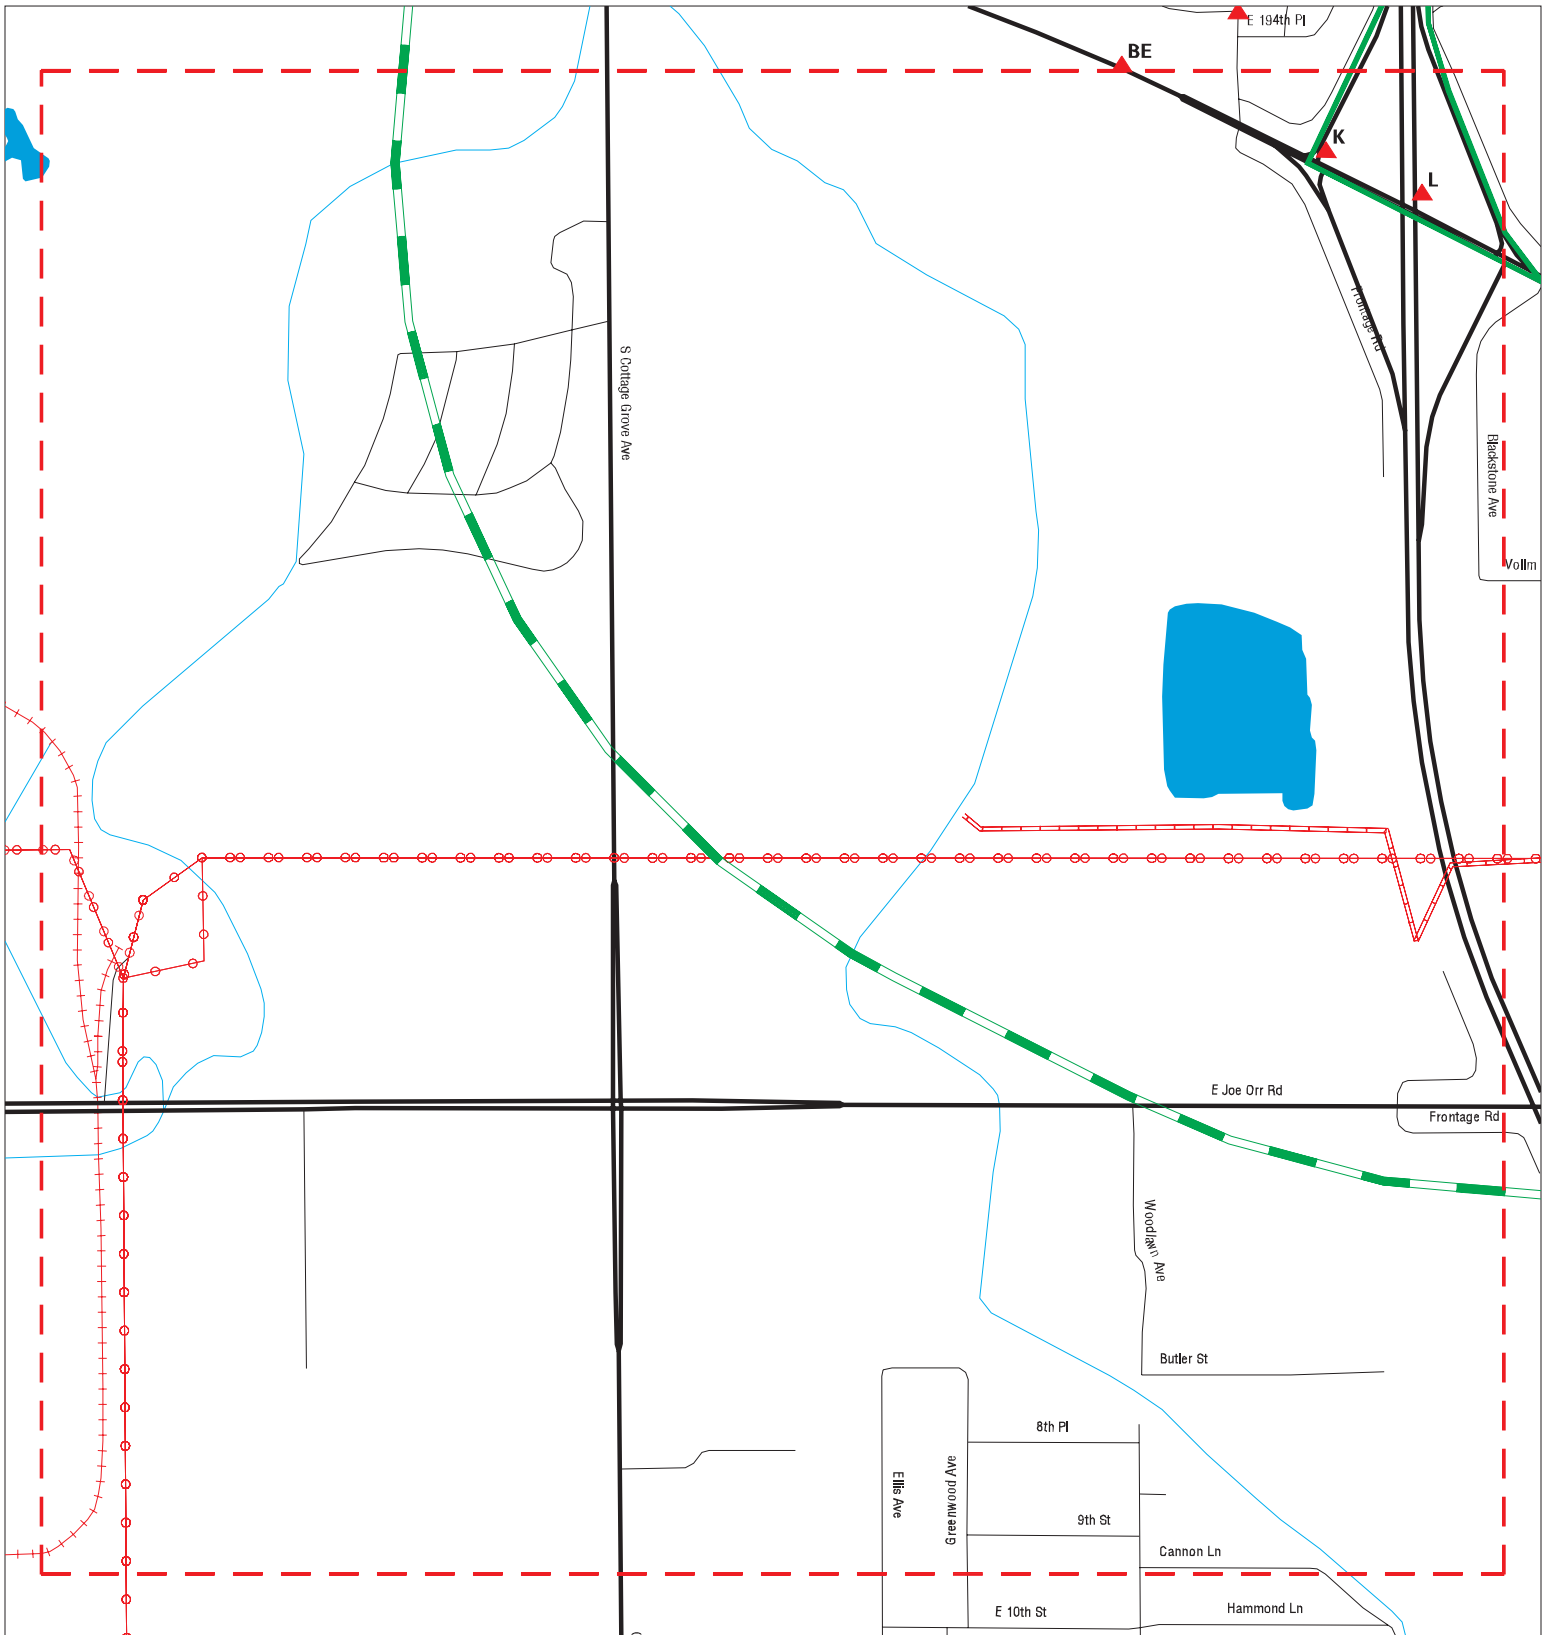 E 194th Pl
BE
K
L
Frontage Rd
S Cottage Grove Ave
Blackstone Ave
Vollm
E Joe Orr Rd
Frontage Rd
Woodlawn Ave
Butler St
8th Pl
Ellis Ave
Greenwood Ave
9th St
Cannon Ln
E 10th St
Hammond Ln